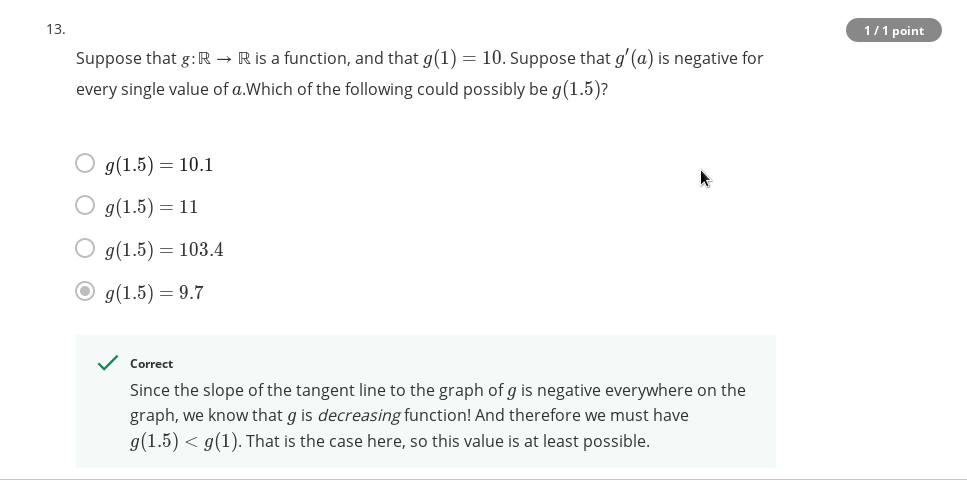 13.
1 / 1 point
Suppose that g: ℝ → ℝ is a function, and that g(1) = 10. Suppose that g′(a) is negative for
every single value of a.Which of the following could possibly be g(1.5)?
g(1.5) = 10.1
g(1.5) = 11
g(1.5) = 103.4
g(1.5) = 9.7
Correct
Since the slope of the tangent line to the graph of g is negative everywhere on the
graph, we know that g is decreasing function! And therefore we must have
g(1.5) < g(1). That is the case here, so this value is at least possible.